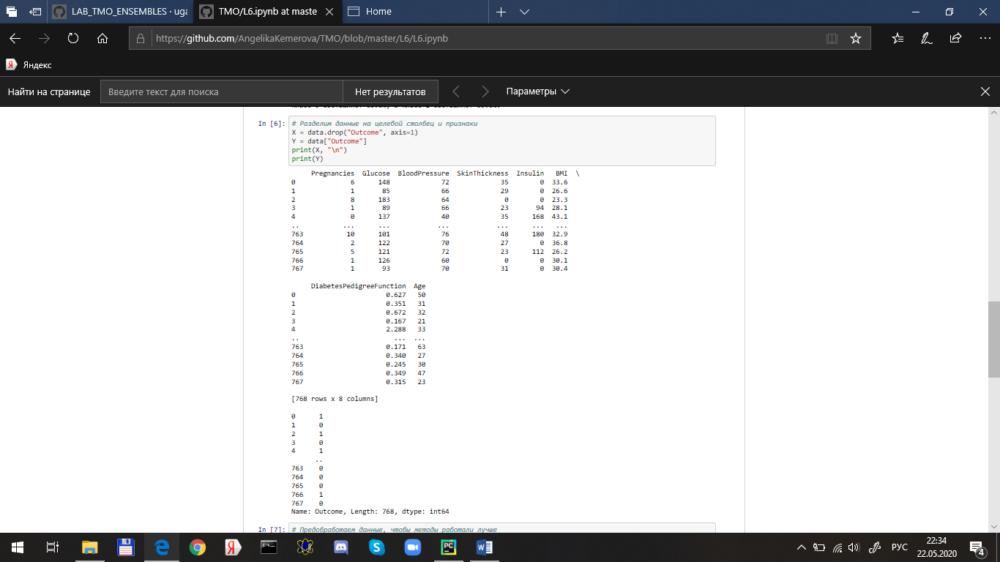 LAB_TMO_ENSEMBLES · uga
TMO/L6.ipynb at maste
Home
https://github.com/AngelikaKemerova/TMO/blob/master/L6/L6.ipynb
Яндекс
Найти на странице
Введите текст для поиска
Нет результатов
Параметры
In [6]:
# Разделим данные на целевой столбец и признаки
X = data.drop("Outcome", axis=1)
Y = data["Outcome"]
print(X, "\n")
print(Y)
Pregnancies Glucose BloodPressure SkinThickness Insulin BMI \
0 6 148 72 35 0 33.6
1 1 85 66 29 0 26.6
2 8 183 64 0 0 23.3
3 1 89 66 23 94 28.1
4 0 137 40 35 168 43.1
.. ... ... ... ... ... ...
763 10 101 76 48 180 32.9
764 2 122 70 27 0 36.8
765 5 121 72 23 112 26.2
766 1 126 60 0 0 30.1
767 1 93 70 31 0 30.4
DiabetesPedigreeFunction Age
0 0.627 50
1 0.351 31
2 0.672 32
3 0.167 21
4 2.288 33
.. ... ...
763 0.171 63
764 0.340 27
765 0.245 30
766 0.349 47
767 0.315 23
[768 rows x 8 columns]
0 1
1 0
2 1
3 0
4 1
..
763 0
764 0
765 0
766 1
767 0
Name: Outcome, Length: 768, dtype: int64
In [7]:
# Предобработаем данные, чтобы методы работали лучше
РУС
22:34
22.05.2020
4